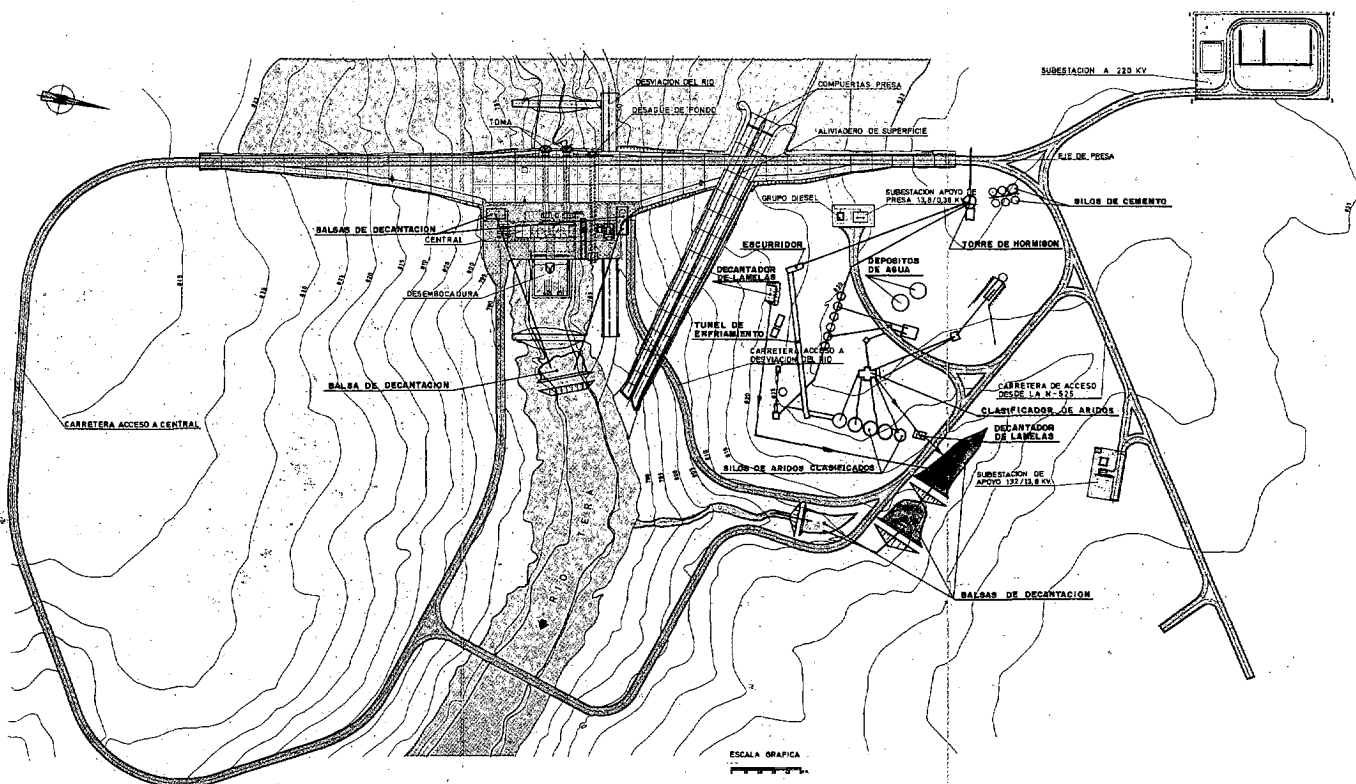 SUBESTACION A 220 KV
DESVIACION DEL RIO
COMPUERTAS PRESA
DESAGÜE DE FONDO
TOMA
ALIVIADERO DE SUPERFICIE
EJE DE PRESA
SUBESTACION APOYO DE
PRESA 13,8/0,38 KV
GRUPO DIESEL
SILOS DE CEMENTO
BALSAS DE DECANTACION
CENTRAL
ESCURRIDOR
TORRE DE HORMIGON
DECANTADOR
DE LAMELAS
DEPOSITOS
DE AGUA
DESEMBOCADURA
TUNEL DE
ENFRIAMIENTO
CARRETERA ACCESO A
DESVIACION DEL RIO
BALSA DE DECANTACION
CARRETERA DE ACCESO
DESDE LA N-525
CLASIFICADOR DE ARIDOS
CARRETERA ACCESO A CENTRAL
DECANTADOR
DE LAMELAS
SILOS DE ARIDOS CLASIFICADOS
SUBESTACION DE
APOYO 132/13,8 KV.
RIO TERA
BALSAS DE DECANTACION
ESCALA GRAFICA